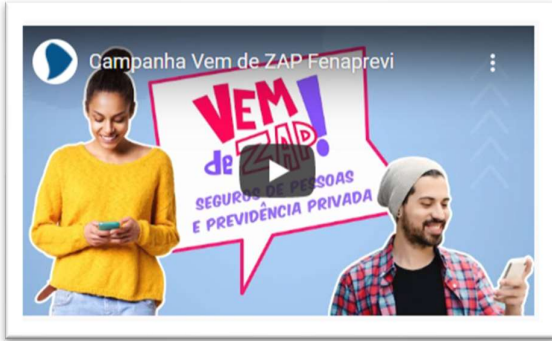 Campanha Vem de ZAP Fenaprevi
VEM
de ZAP!
SEGUROS DE PESSOAS
E PREVIDÊNCIA PRIVADA